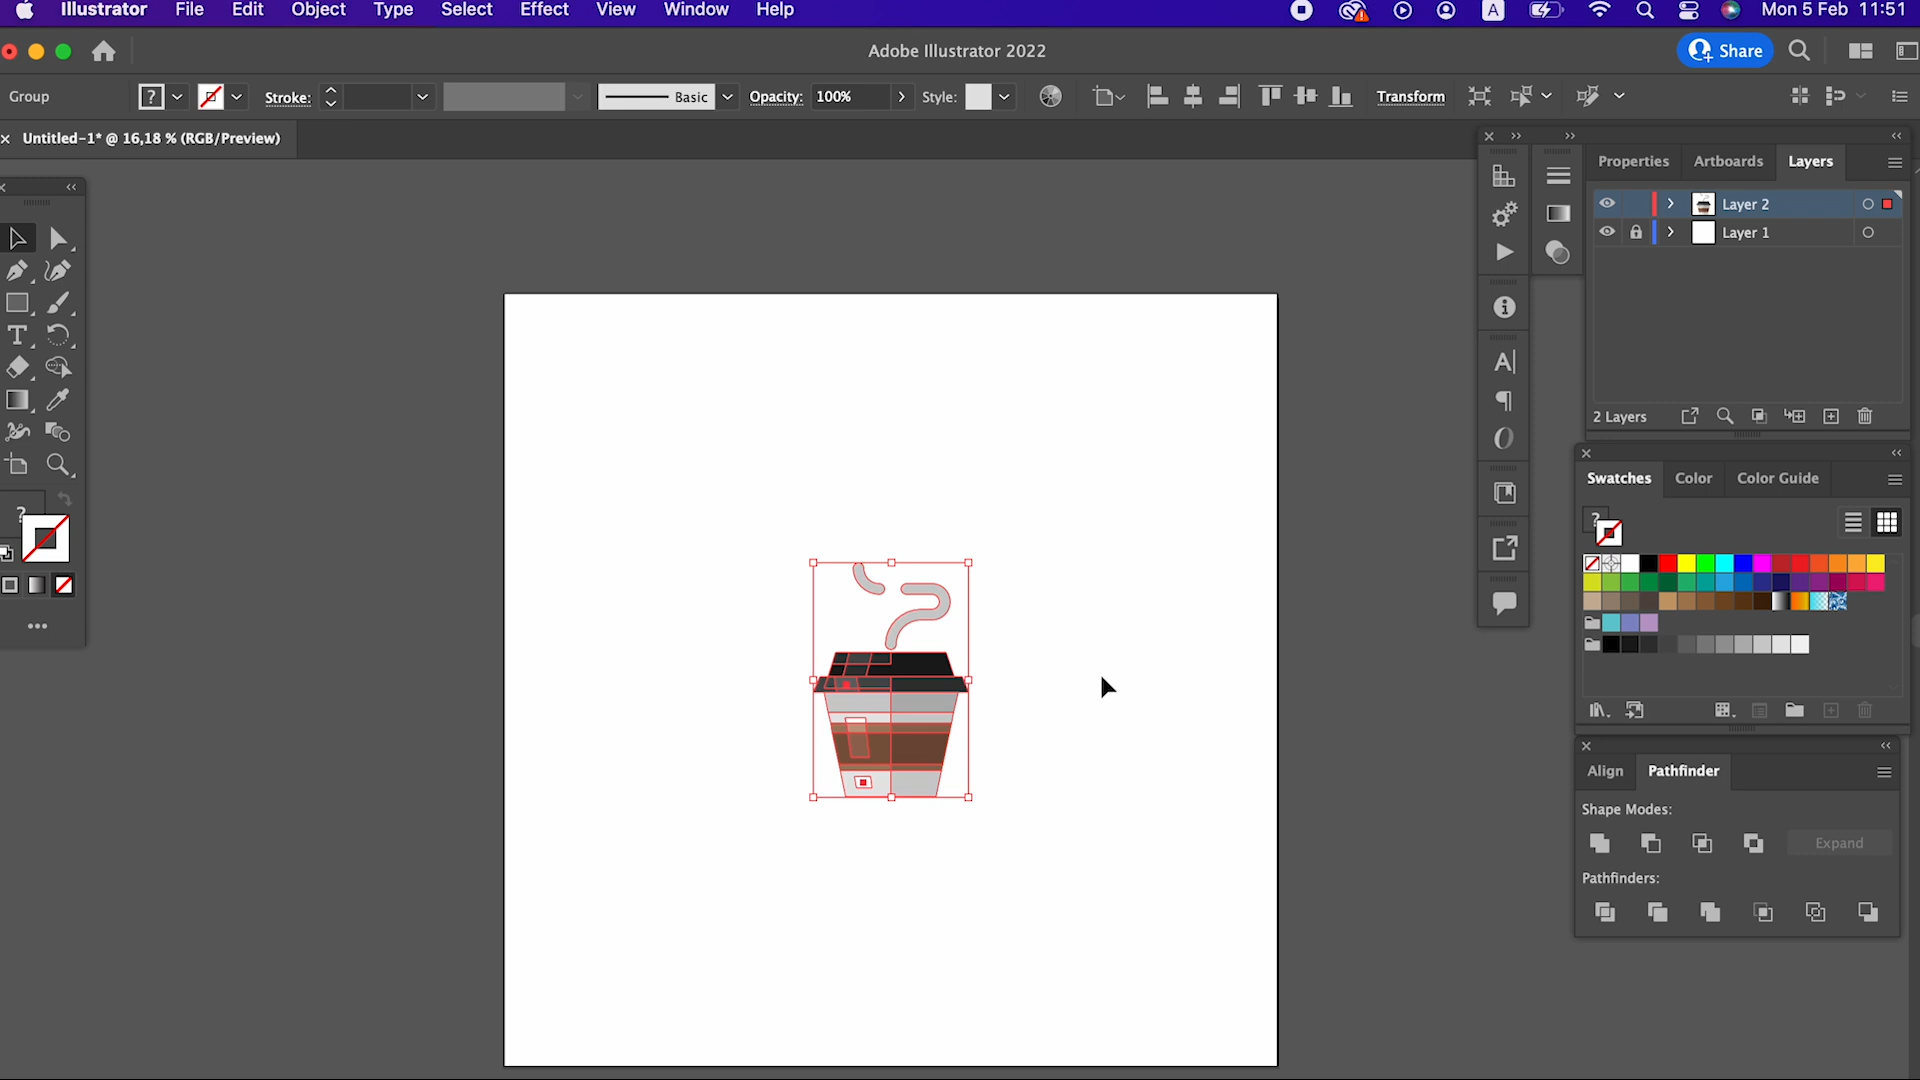 Illustrator File Edit Object Type Select Effect View Window Help A Mon 5 Feb 11:51
Adobe Illustrator 2022 Share
Group ? Stroke: Basic Opacity: 100% Style: Transform
× Untitled-1* @ 16,18 % (RGB/Preview)
Properties Artboards Layers
Layer 2
Layer 1
2 Layers
Swatches Color Color Guide
?
?
Align Pathfinder
Shape Modes:
Expand
Pathfinders: